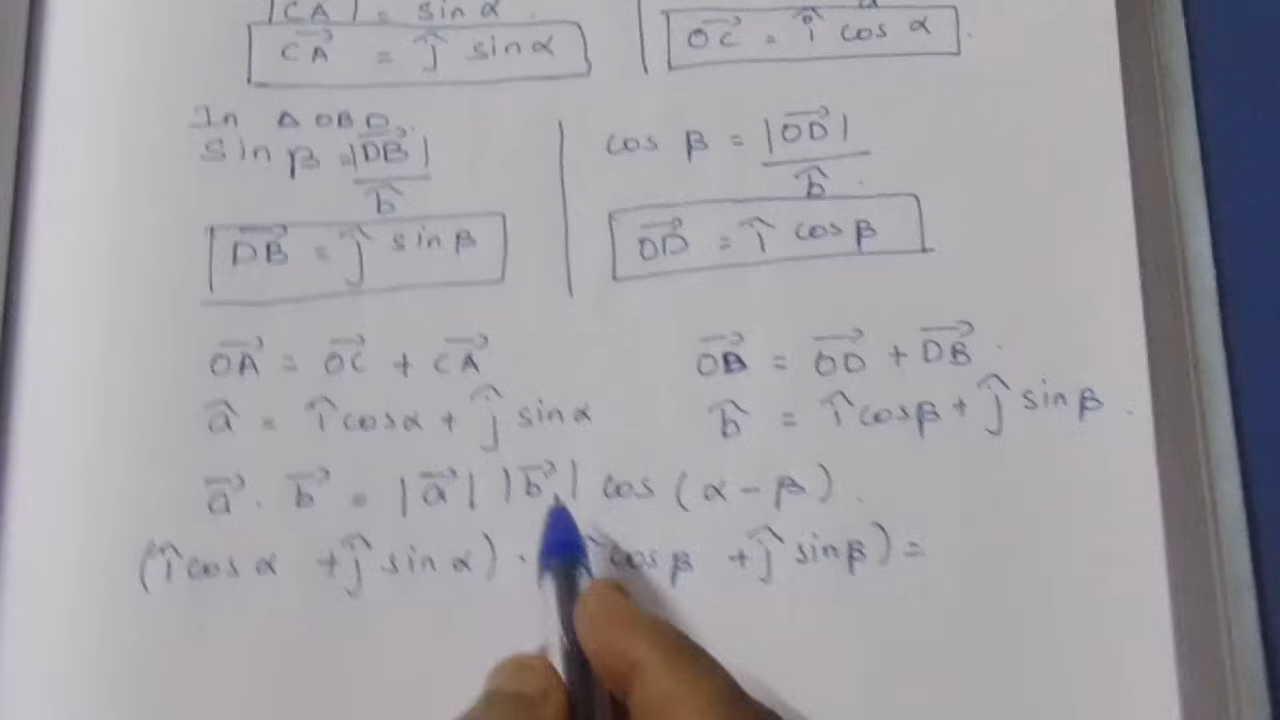 |CA| = sin α
CA⃗ = ĵ sin α
OC⃗ = î cos α.
In Δ OBD.
sin β = |DB⃗| / b̂
cos β = |OD⃗| / b̂.
DB⃗ = ĵ sin β
OD⃗ = î cos β
OA⃗ = OC⃗ + CA⃗
OB⃗ = OD⃗ + DB⃗.
â = î cos α + ĵ sin α
b̂ = î cos β + ĵ sin β.
a⃗ . b⃗ = |a⃗| |b⃗| cos (α - β).
(î cos α + ĵ sin α) . cos β + ĵ sin β) =